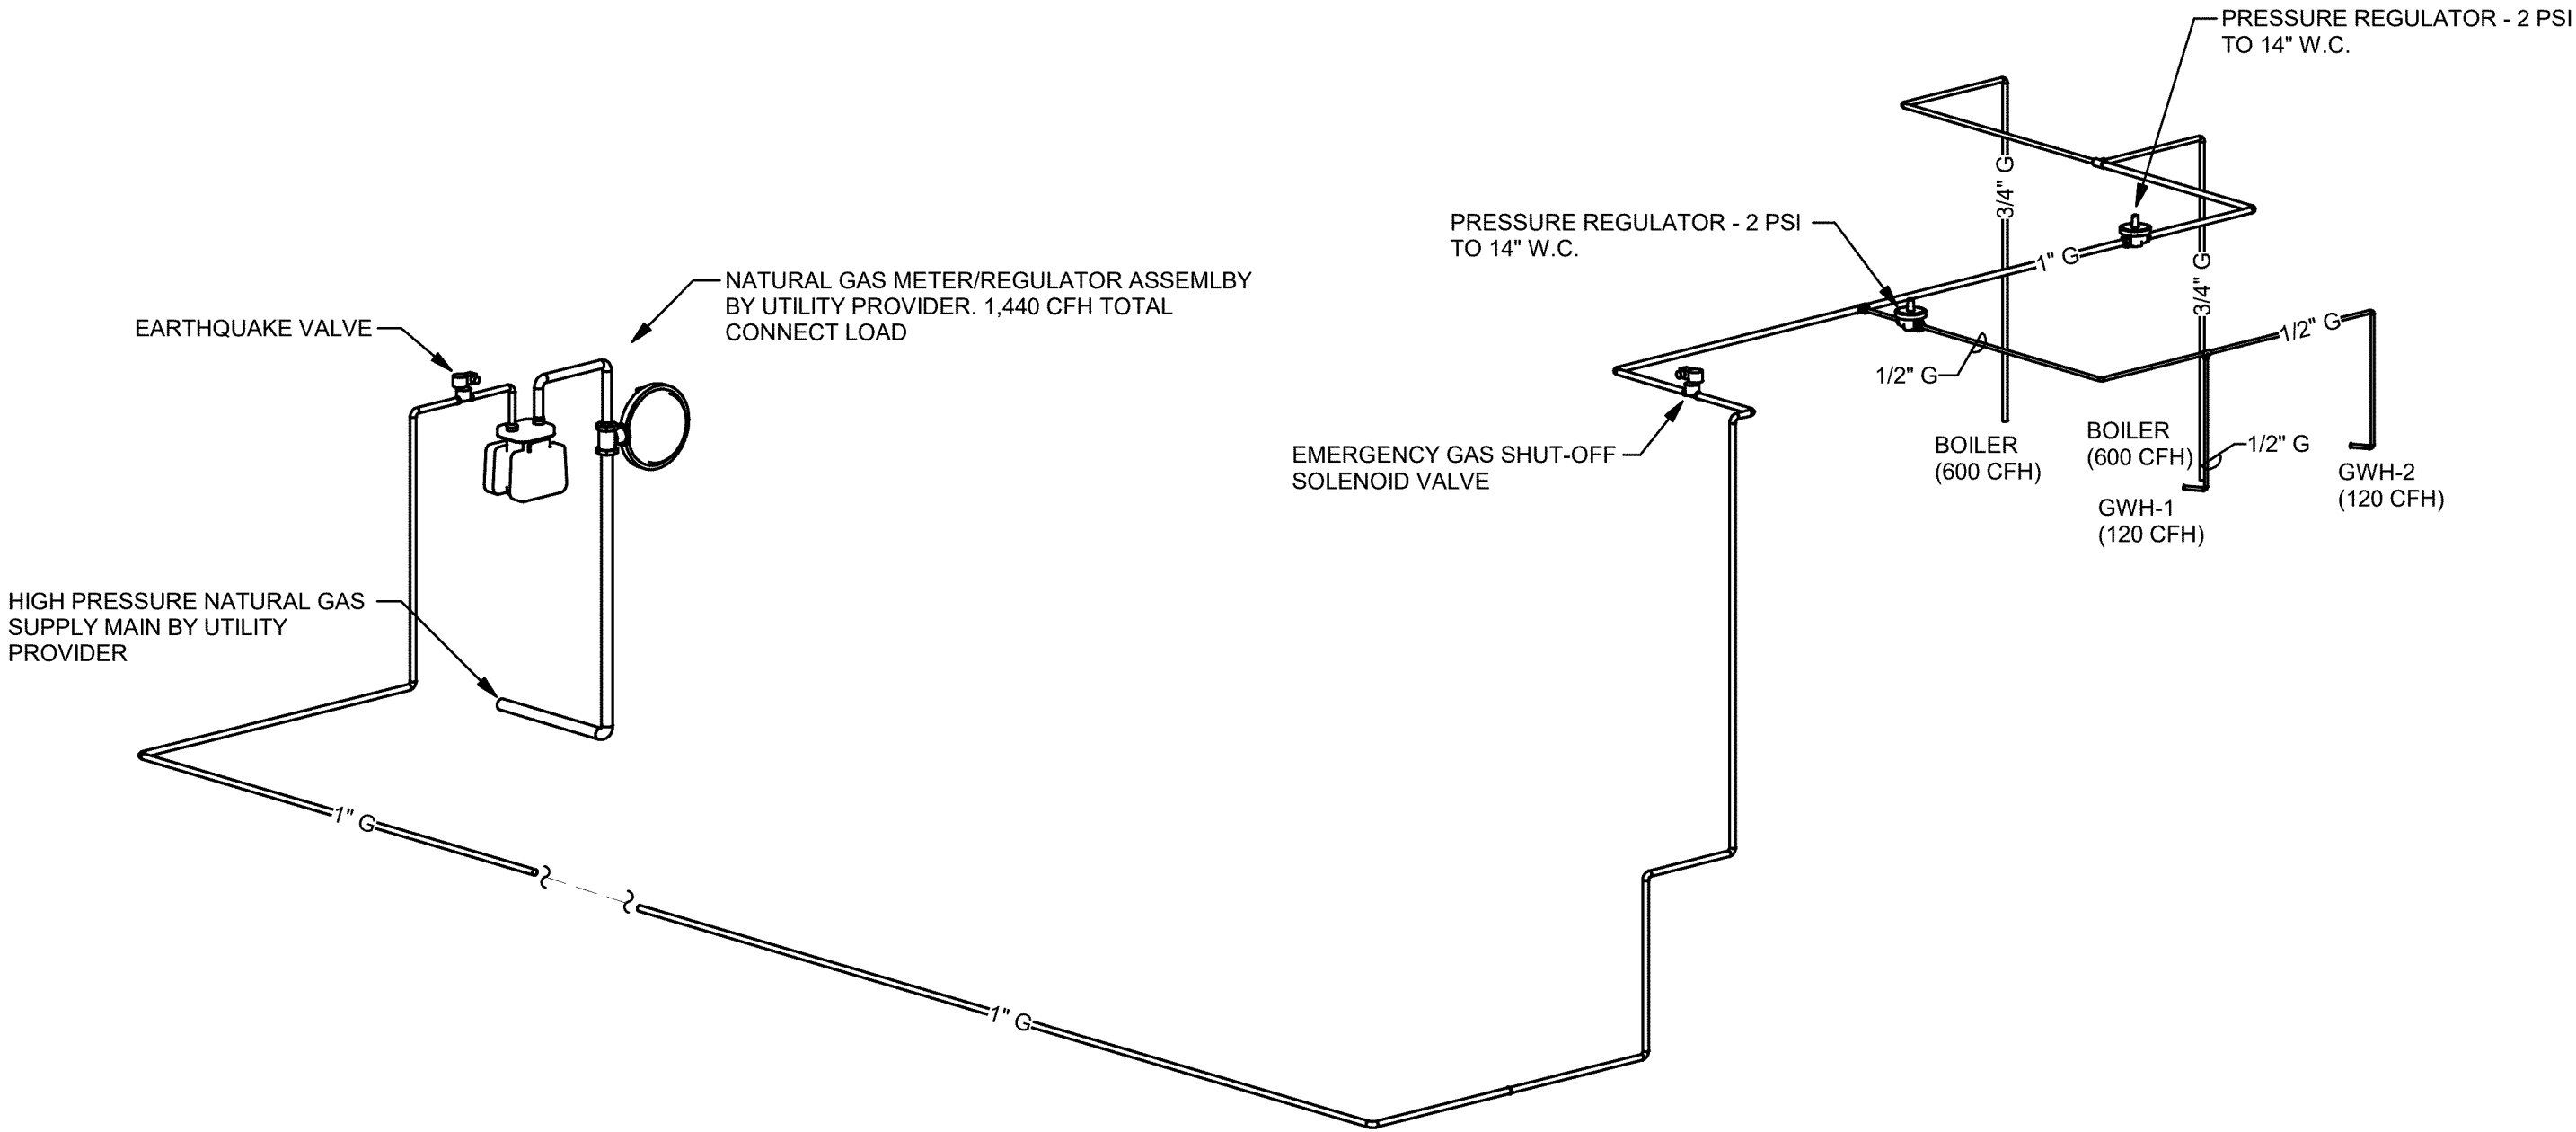 PRESSURE REGULATOR - 2 PSI
TO 14" W.C.
PRESSURE REGULATOR - 2 PSI
TO 14" W.C.
NATURAL GAS METER/REGULATOR ASSEMLBY
BY UTILITY PROVIDER. 1,440 CFH TOTAL
CONNECT LOAD
EARTHQUAKE VALVE
HIGH PRESSURE NATURAL GAS
SUPPLY MAIN BY UTILITY
PROVIDER
EMERGENCY GAS SHUT-OFF
SOLENOID VALVE
3/4" G
1" G
3/4" G
1/2" G
1/2" G
BOILER
(600 CFH)
BOILER
(600 CFH)
1/2" G
GWH-1
(120 CFH)
GWH-2
(120 CFH)
1" G
1" G